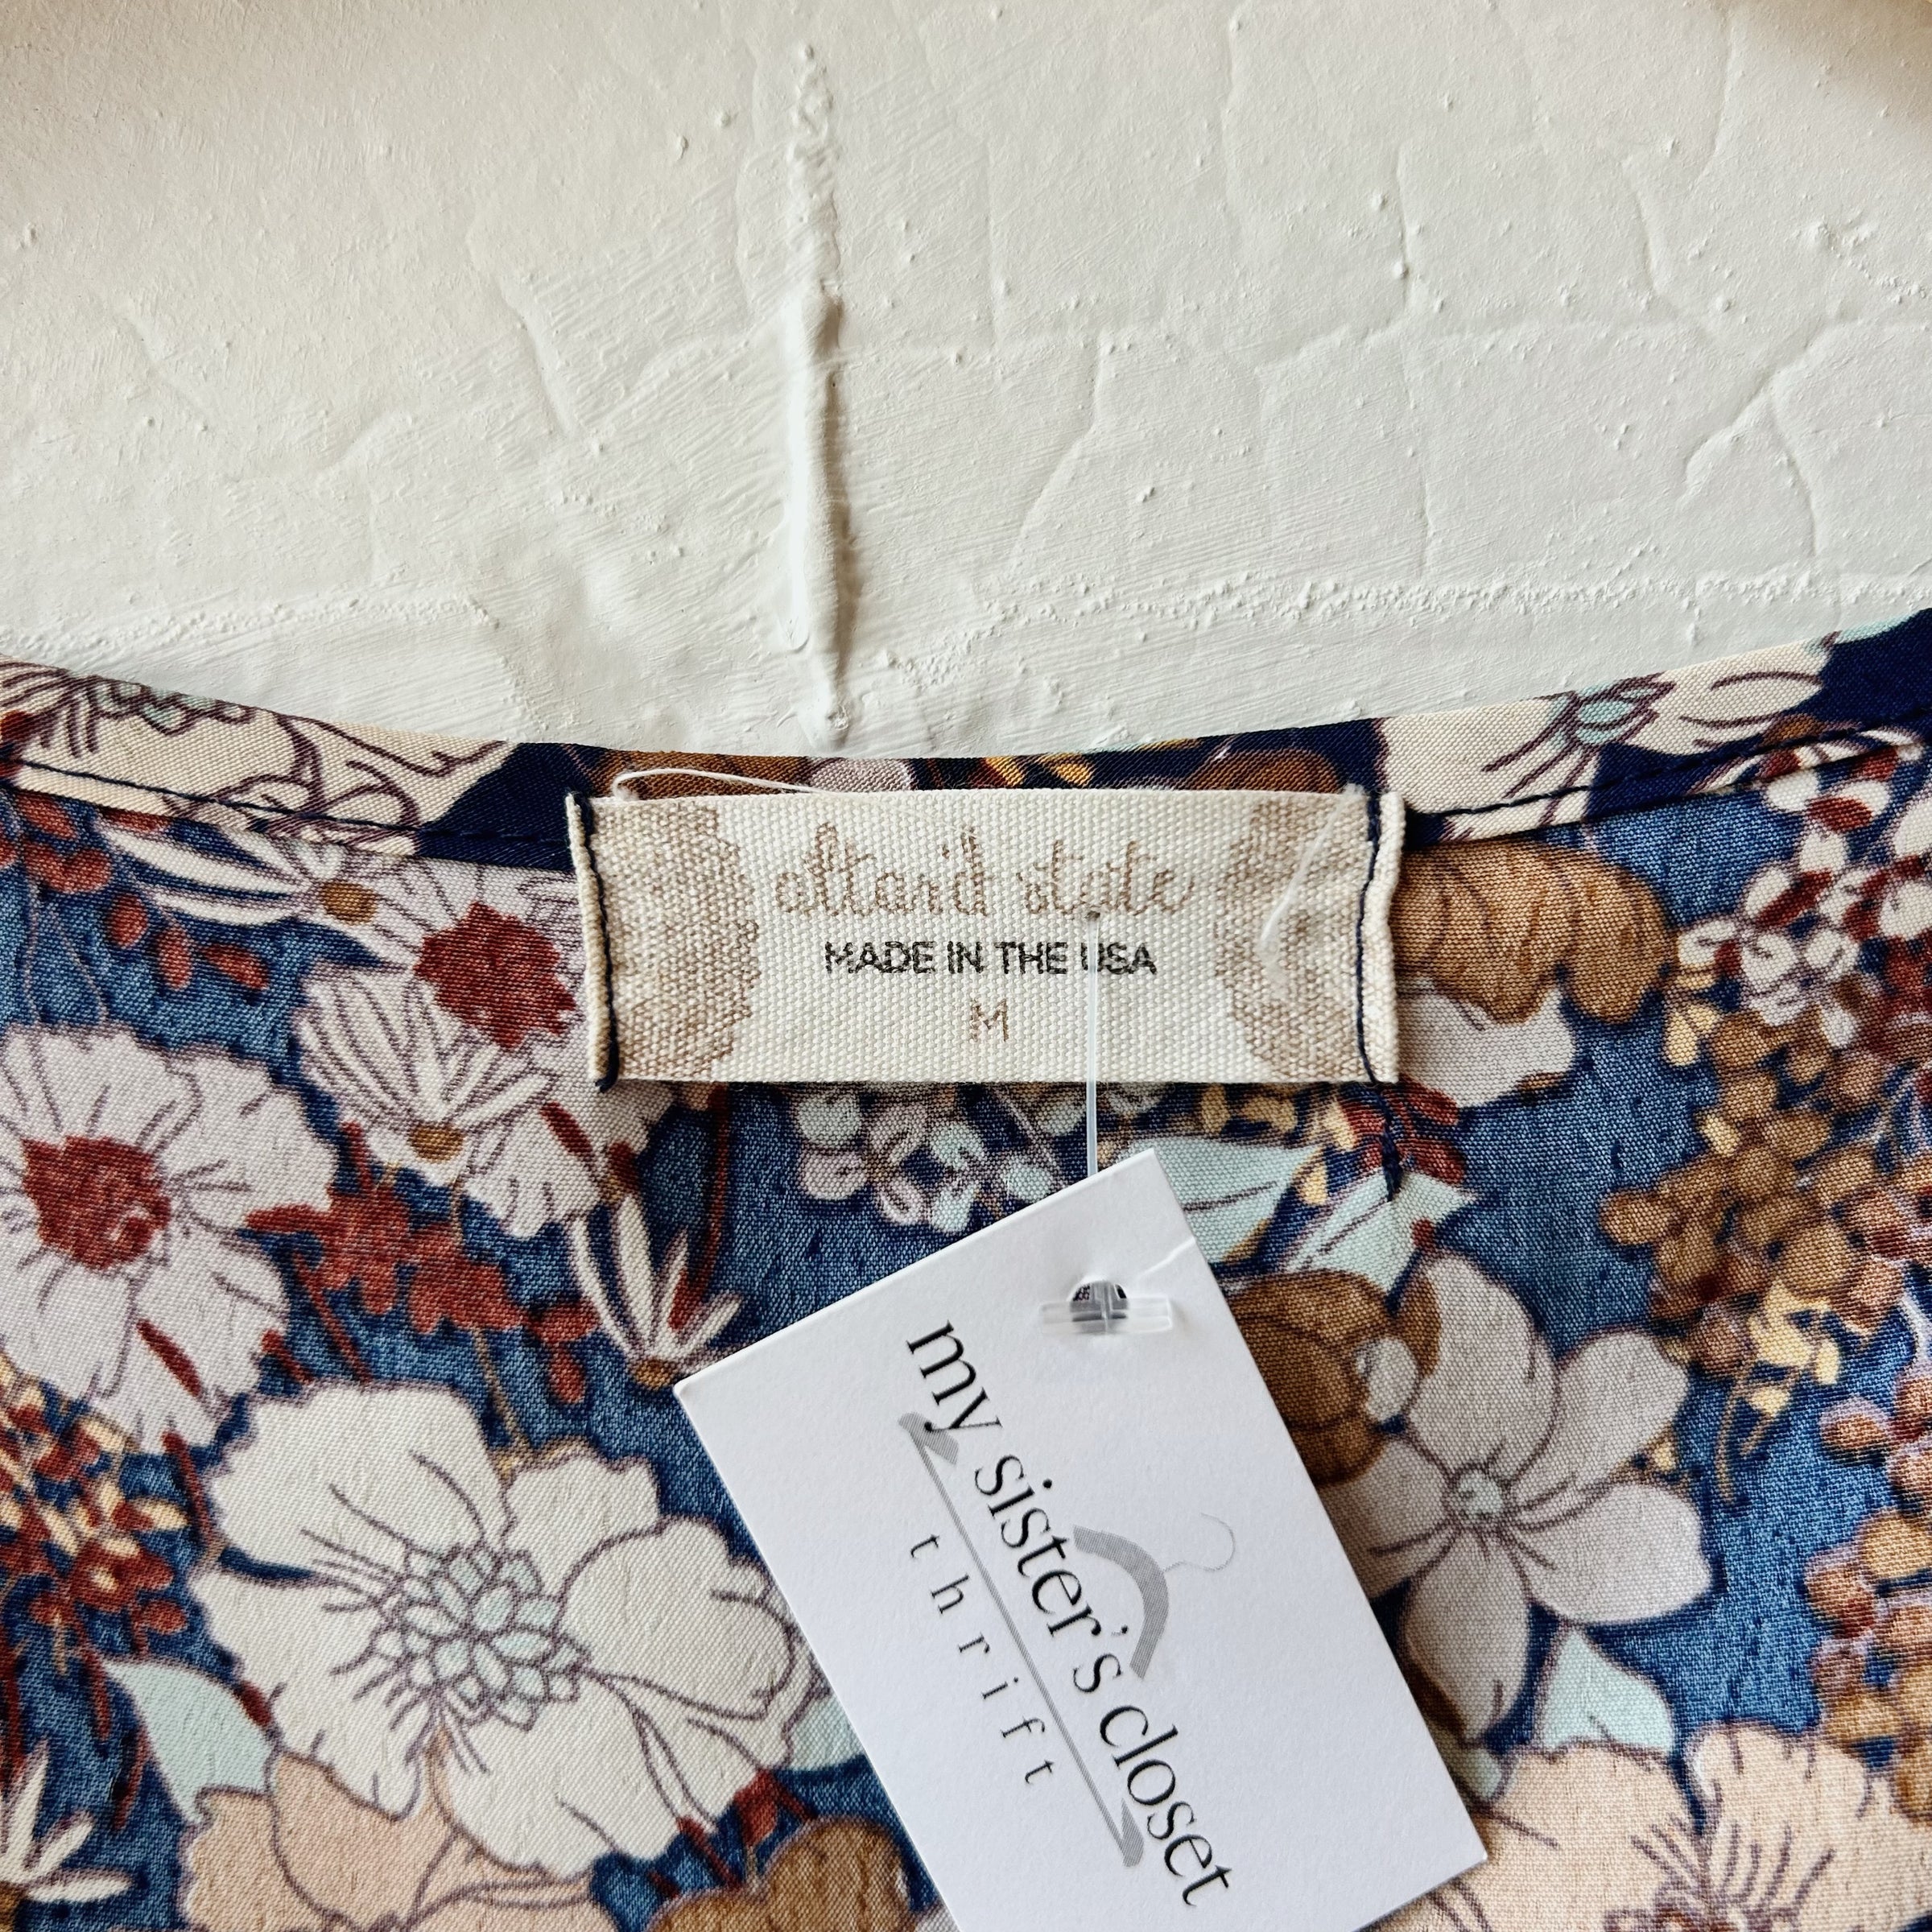 altar'd state
MADE IN THE USA
M
my sister's closet
thrift